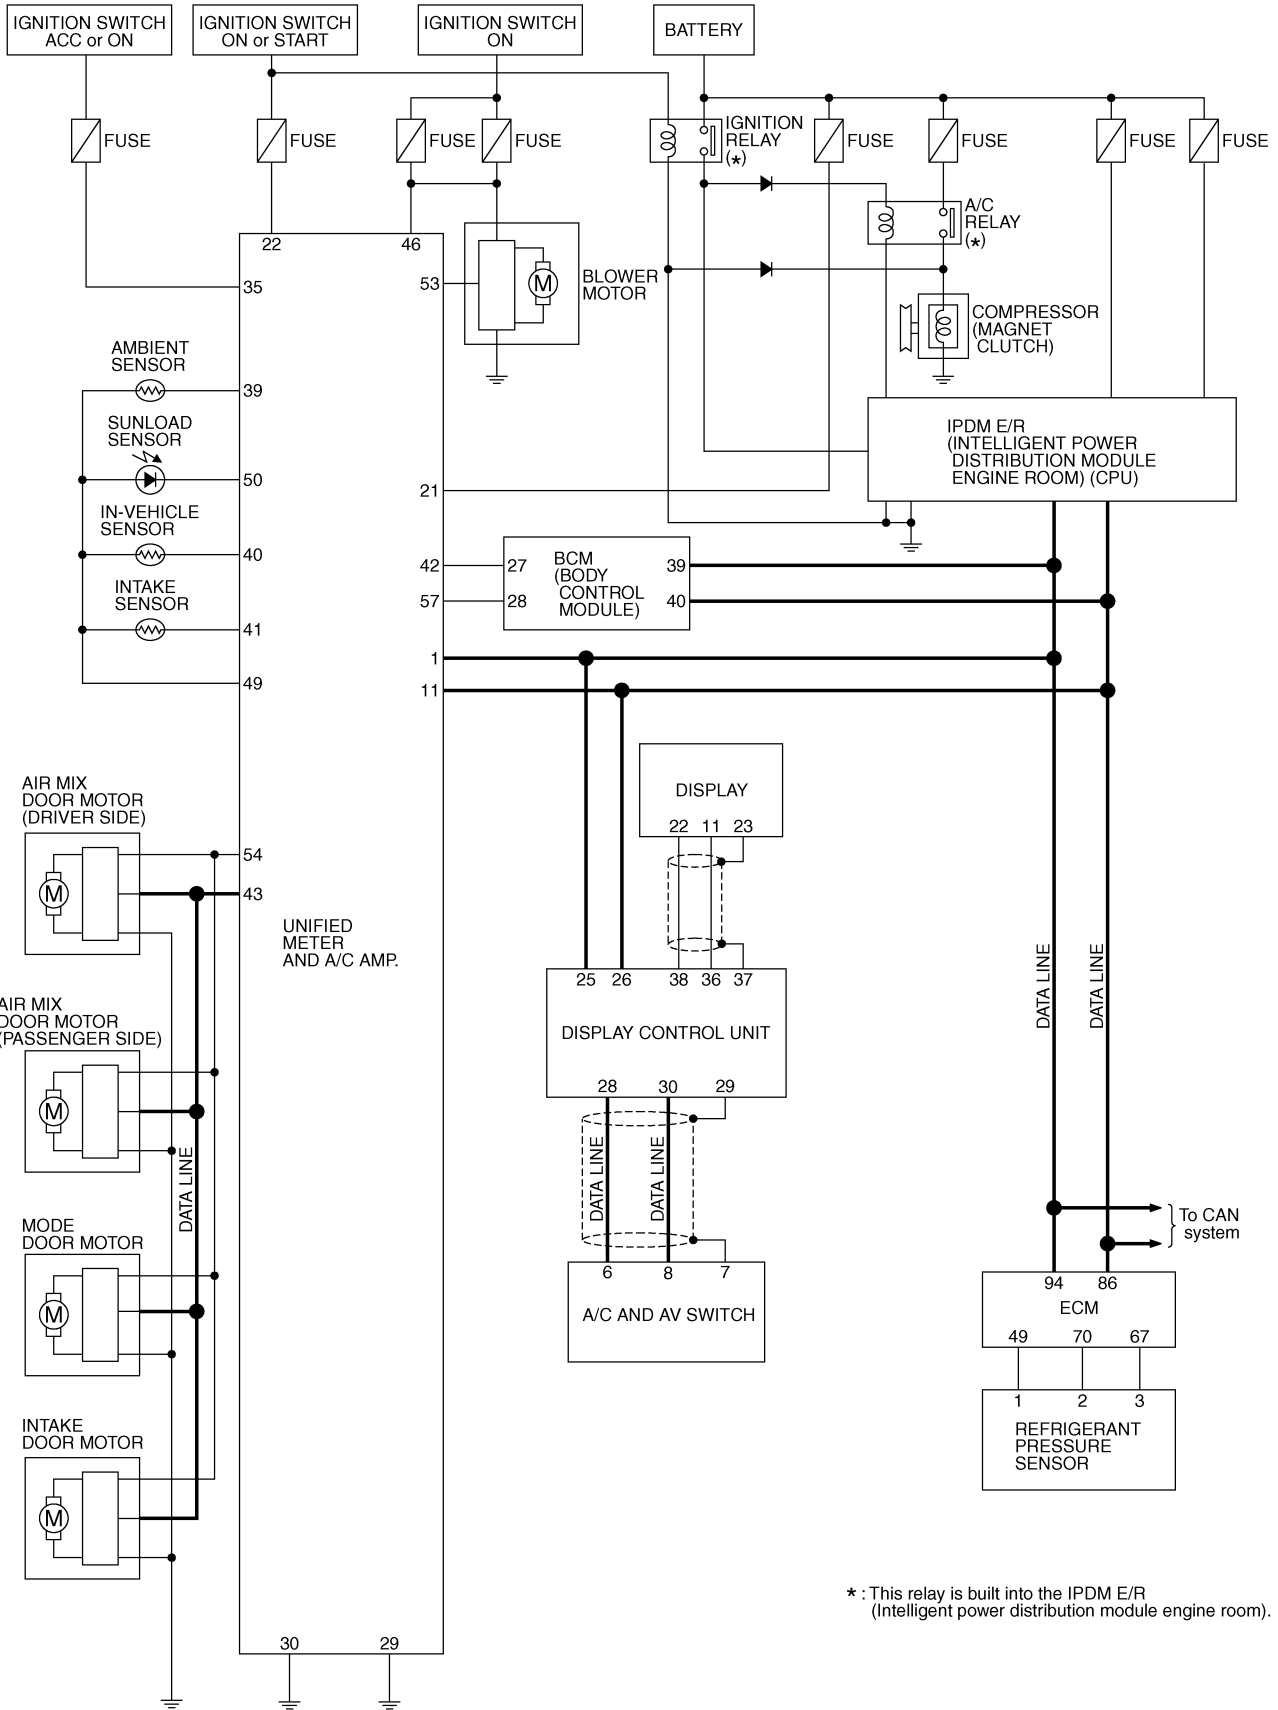 IGNITION SWITCH
ACC or ON
IGNITION SWITCH
ON or START
IGNITION SWITCH
ON
BATTERY
FUSE
FUSE
FUSE
FUSE
IGNITION
RELAY
(*)
FUSE
FUSE
FUSE
FUSE
A/C
RELAY
(*)
22
46
35
53
M
BLOWER
MOTOR
COMPRESSOR
(MAGNET
CLUTCH)
AMBIENT
SENSOR
39
SUNLOAD
SENSOR
50
IN-VEHICLE
SENSOR
40
INTAKE
SENSOR
41
49
21
IPDM E/R
(INTELLIGENT POWER
DISTRIBUTION MODULE
ENGINE ROOM) (CPU)
42
57
27
28
BCM
(BODY
CONTROL
MODULE)
39
40
1
11
DISPLAY
22 11 23
AIR MIX
DOOR MOTOR
(DRIVER SIDE)
M
54
43
UNIFIED
METER
AND A/C AMP.
25 26 38 36 37
DISPLAY CONTROL UNIT
28 30 29
DATA LINE
DATA LINE
AIR MIX
DOOR MOTOR
(PASSENGER SIDE)
M
DATA LINE
DATA LINE
DATA LINE
6 8 7
A/C AND AV SWITCH
MODE
DOOR MOTOR
M
To CAN
system
94 86
ECM
49 70 67
1 2 3
REFRIGERANT
PRESSURE
SENSOR
INTAKE
DOOR MOTOR
M
30
29
* : This relay is built into the IPDM E/R
(Intelligent power distribution module engine room).